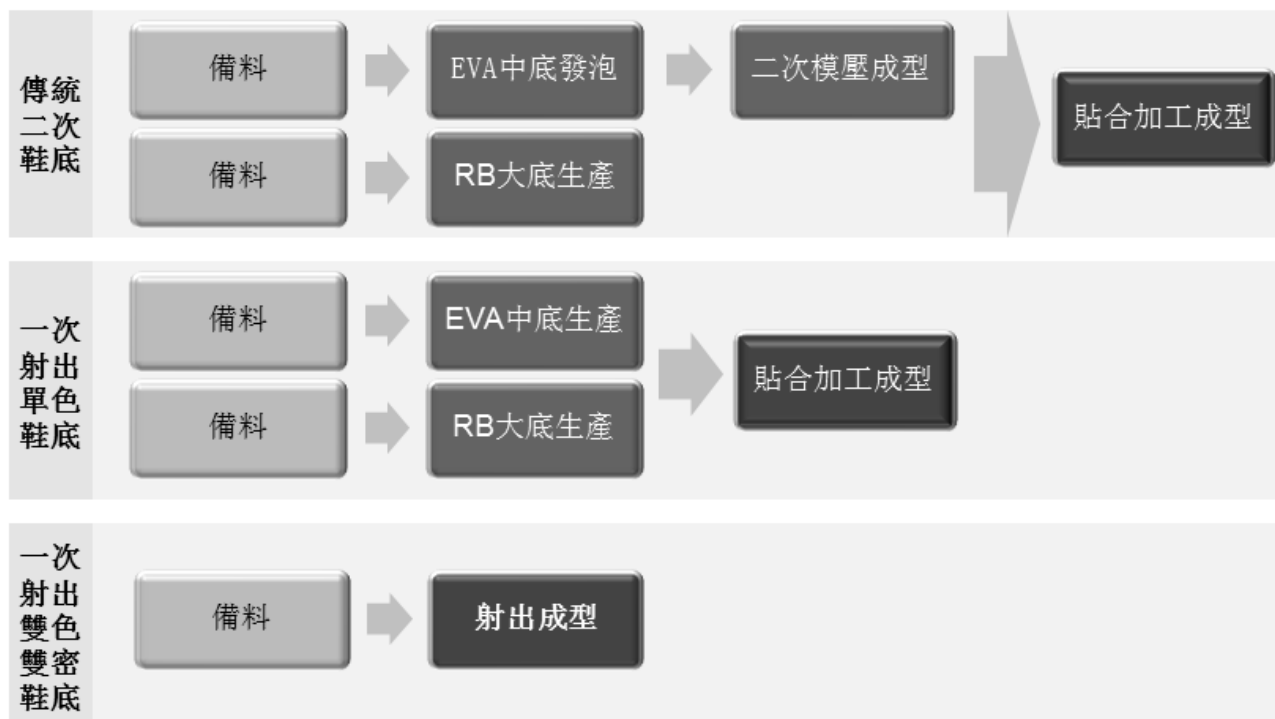 傳統
二次
鞋底
備料
EVA中底發泡
二次模壓成型
備料
RB大底生產
貼合加工成型
一次
射出
單色
鞋底
備料
EVA中底生產
備料
RB大底生產
貼合加工成型
一次
射出
雙色
雙密
鞋底
備料
射出成型